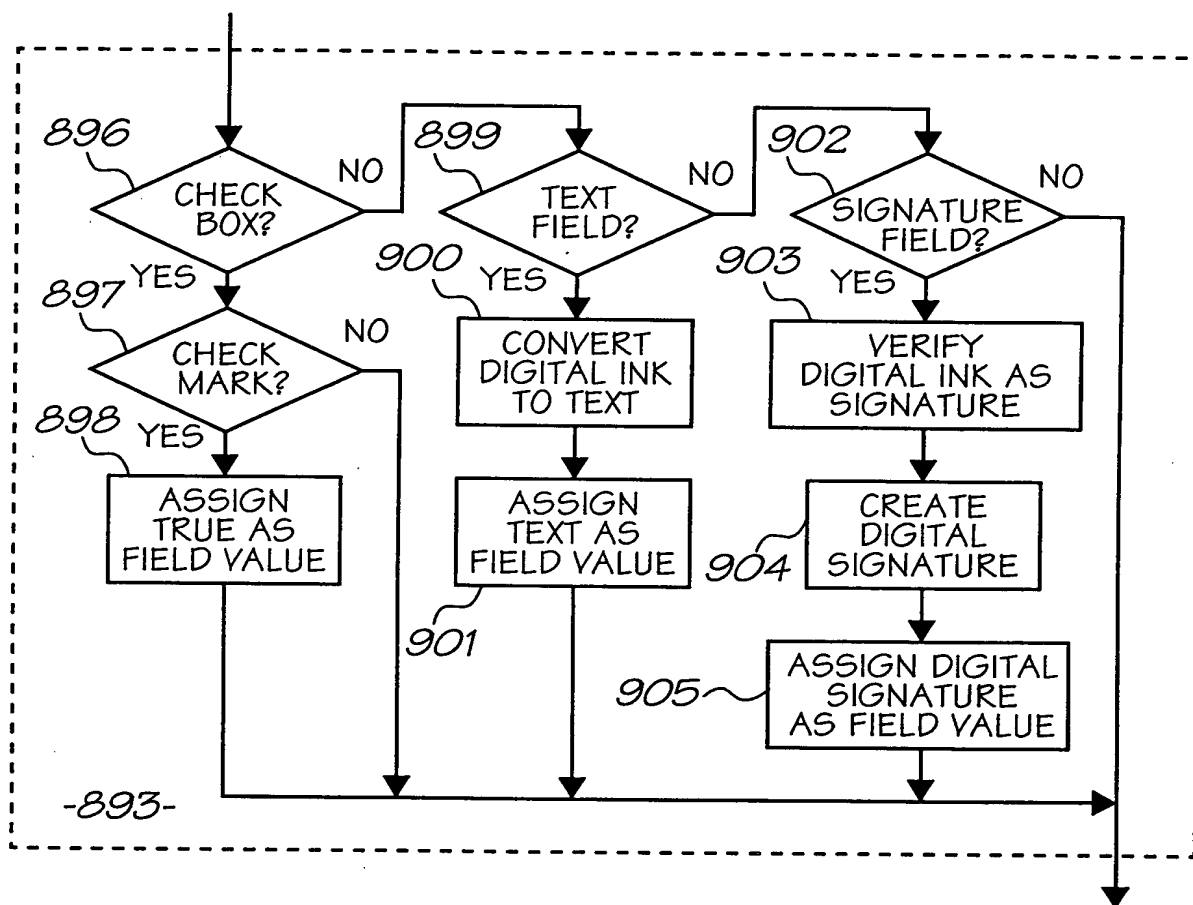 896
CHECK
BOX?
NO
YES
897
CHECK
MARK?
NO
YES
898
ASSIGN
TRUE AS
FIELD VALUE
899
TEXT
FIELD?
NO
YES
900
CONVERT
DIGITAL INK
TO TEXT
ASSIGN
TEXT AS
FIELD VALUE
901
902
SIGNATURE
FIELD?
NO
YES
903
VERIFY
DIGITAL INK AS
SIGNATURE
CREATE
DIGITAL
SIGNATURE
904
ASSIGN DIGITAL
SIGNATURE
AS FIELD VALUE
905
-893-